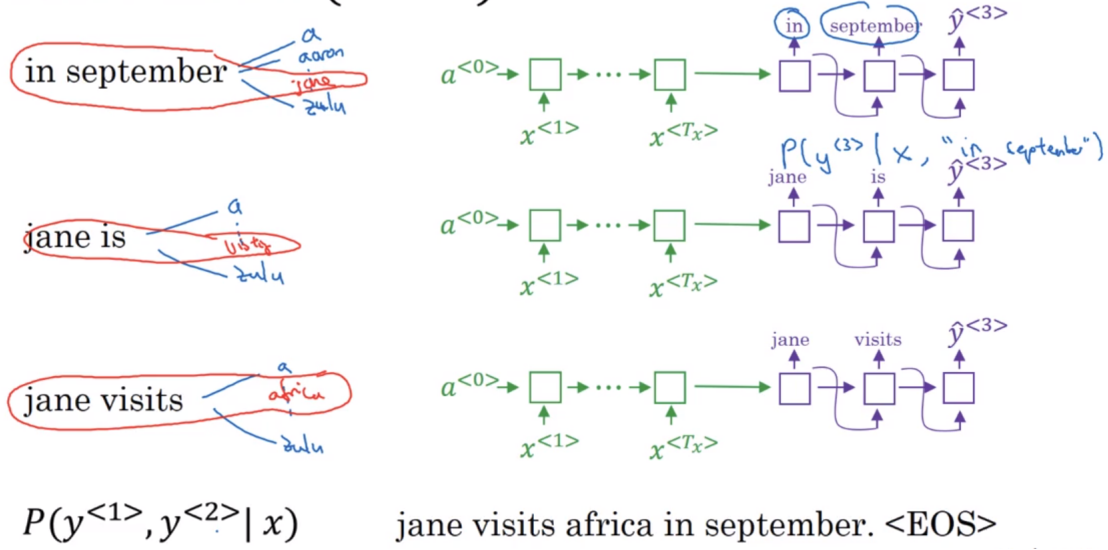 in september ŷ<3>
in september
a
aaron
jane
zulu
a<0> ...
x<1> x<Tx>
P(y<3> | x, "in september")
jane is ŷ<3>
jane is
a
visits
zulu
a<0> ...
x<1> x<Tx>
jane visits ŷ<3>
jane visits
a
africa
zulu
a<0> ...
x<1> x<Tx>
P(y<1>, y<2>| x) jane visits africa in september. <EOS>